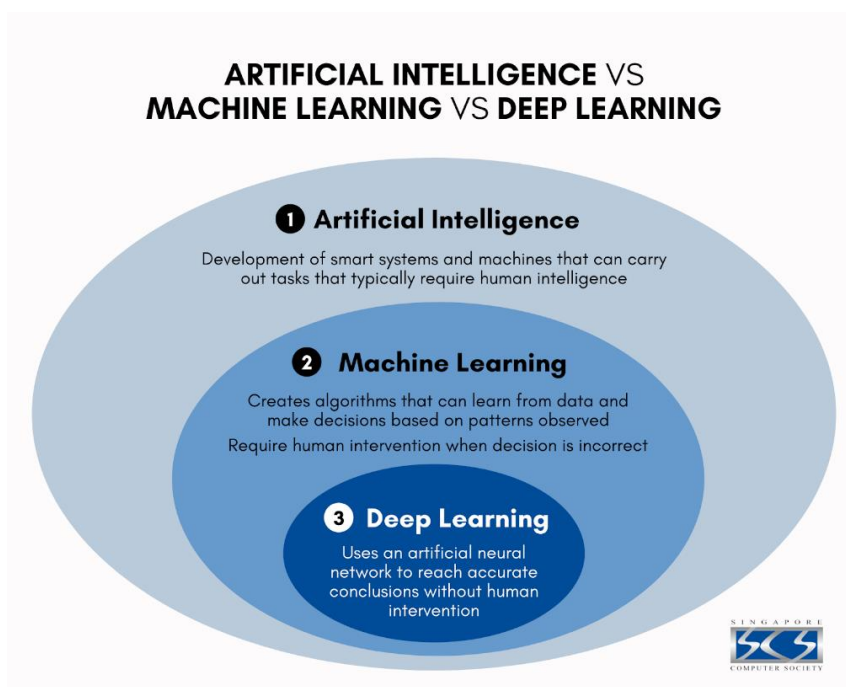 ARTIFICIAL INTELLIGENCE VS
MACHINE LEARNING VS DEEP LEARNING
1 Artificial Intelligence
Development of smart systems and machines that can carry
out tasks that typically require human intelligence
2 Machine Learning
Creates algorithms that can learn from data and
make decisions based on patterns observed
Require human intervention when decision is incorrect
3 Deep Learning
Uses an artificial neural
network to reach accurate
conclusions without human
intervention
SINGAPORE
SCS
COMPUTER SOCIETY